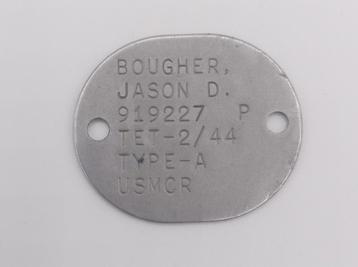 BOUGHER,
JASON D.
919227 P
TET-2/44
TYPE-A
USMCR